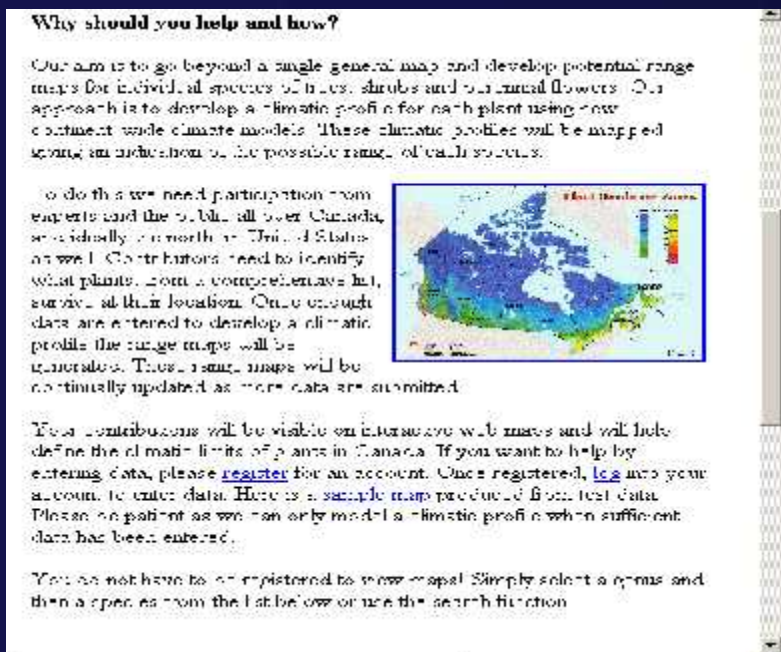 Why should you help and how?
Our aim is to go beyond a single general map and develop potential range
maps for individual species of trees, shrubs and perennial flowers. Our
approach is to develop a climatic profile for each plant using new
continent-wide climate models. These climatic profiles will be mapped
giving an indication of the possible range of each species.
To do this we need participation from
experts and the public all over Canada,
and ideally the northern United States
as well. Contributors need to identify
what plants, from a comprehensive list,
survive at their location. Once enough
data are entered to develop a climatic
profile the range maps will be
generated. These range maps will be
continually updated as more data are submitted.
Your contributions will be visible on interactive web maps and will help
define the climatic limits of plants in Canada. If you want to help by
entering data, please register for an account. Once registered, log into your
account to enter data. Here is a sample map produced from test data.
Please be patient as we can only model a climatic profile when sufficient
data has been entered.
You do not have to be registered to view maps! Simply select a genus and
then a species from the list below or use the search function